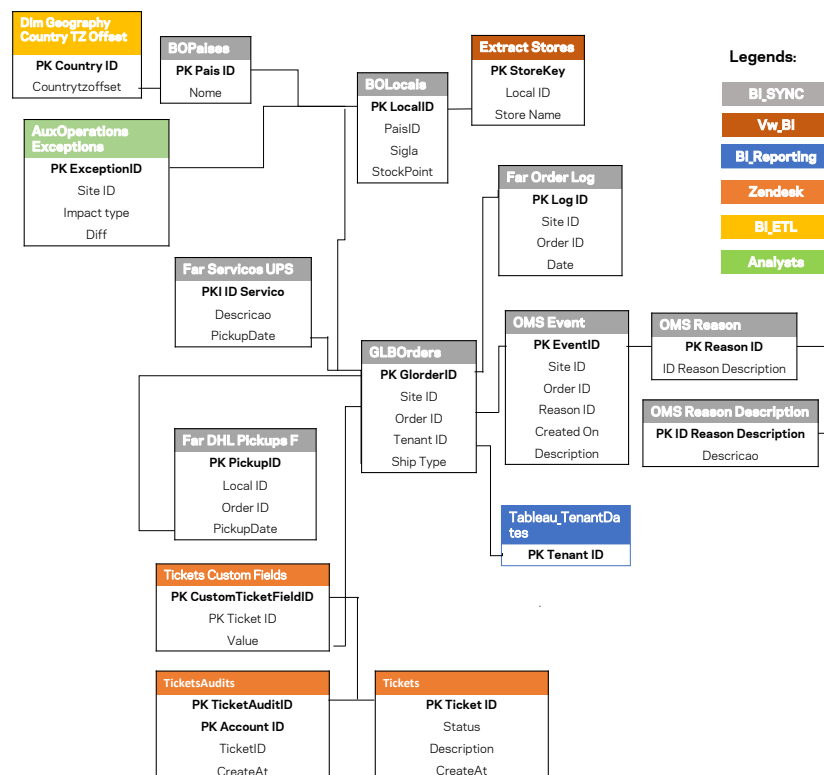 Dim Geography
Country TZ Offset
PK Country ID
Countrytzoffset
BOPaises
PK Pais ID
Nome
BOLocais
PK LocalID
PaisID
Sigla
StockPoint
Extract Stores
PK StoreKey
Local ID
Store Name
Legends:
BI_SYNC
Vw_BI
BI_Reporting
Zendesk
BI_ETL
Analysts
AuxOperations
Exceptions
PK ExceptionID
Site ID
Impact type
Diff
Far Order Log
PK Log ID
Site ID
Order ID
Date
Far Servicos UPS
PKI ID Servico
Descricao
PickupDate
GLBOrders
PK GlorderID
Site ID
Order ID
Tenant ID
Ship Type
OMS Event
PK EventID
Site ID
Order ID
Reason ID
Created On
Description
OMS Reason
PK Reason ID
ID Reason Description
OMS Reason Description
PK ID Reason Description
Descricao
Far DHL Pickups F
PK PickupID
Local ID
Order ID
PickupDate
Tableau_TenantDa
tes
PK Tenant ID
Tickets Custom Fields
PK CustomTicketFieldID
PK Ticket ID
Value
TicketsAudits
PK TicketAuditID
PK Account ID
TicketID
CreateAt
Tickets
PK Ticket ID
Status
Description
CreateAt